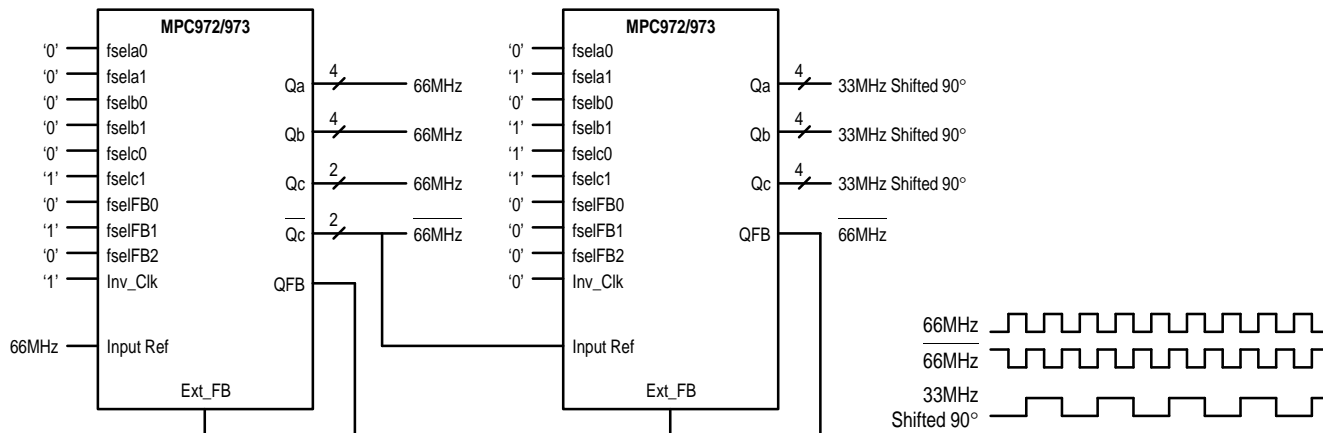 MPC972/973
‘0’ fsela0
‘0’ fsela1
‘0’ fselb0
‘0’ fselb1
‘0’ fselc0
‘1’ fselc1
‘0’ fselFB0
‘1’ fselFB1
‘0’ fselFB2
‘1’ Inv_Clk
66MHz Input Ref
Ext_FB
Qa 4 66MHz
Qb 4 66MHz
Qc 2 66MHz
Qc 2 66MHz
QFB
MPC972/973
‘0’ fsela0
‘1’ fsela1
‘0’ fselb0
‘1’ fselb1
‘1’ fselc0
‘1’ fselc1
‘0’ fselFB0
‘0’ fselFB1
‘0’ fselFB2
‘0’ Inv_Clk
Input Ref
Ext_FB
Qa 4 33MHz Shifted 90°
Qb 4 33MHz Shifted 90°
Qc 4 33MHz Shifted 90°
QFB 66MHz
66MHz
66MHz
33MHz
Shifted 90°